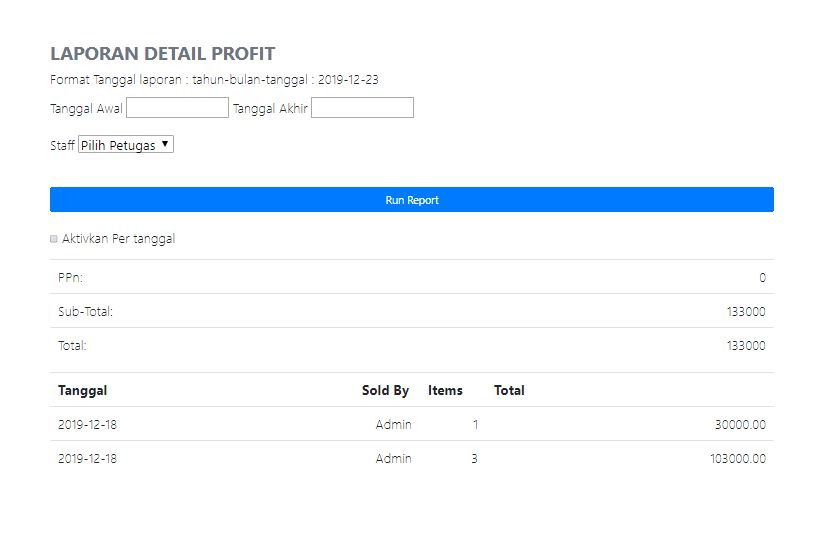 LAPORAN DETAIL PROFIT
Format Tanggal laporan : tahun-bulan-tanggal : 2019-12-23
Tanggal Awal Tanggal Akhir
Staff Pilih Petugas
Run Report
Aktivkan Per tanggal
PPn: 0
Sub-Total: 133000
Total: 133000
Tanggal Sold By Items Total
2019-12-18 Admin 1 30000.00
2019-12-18 Admin 3 103000.00